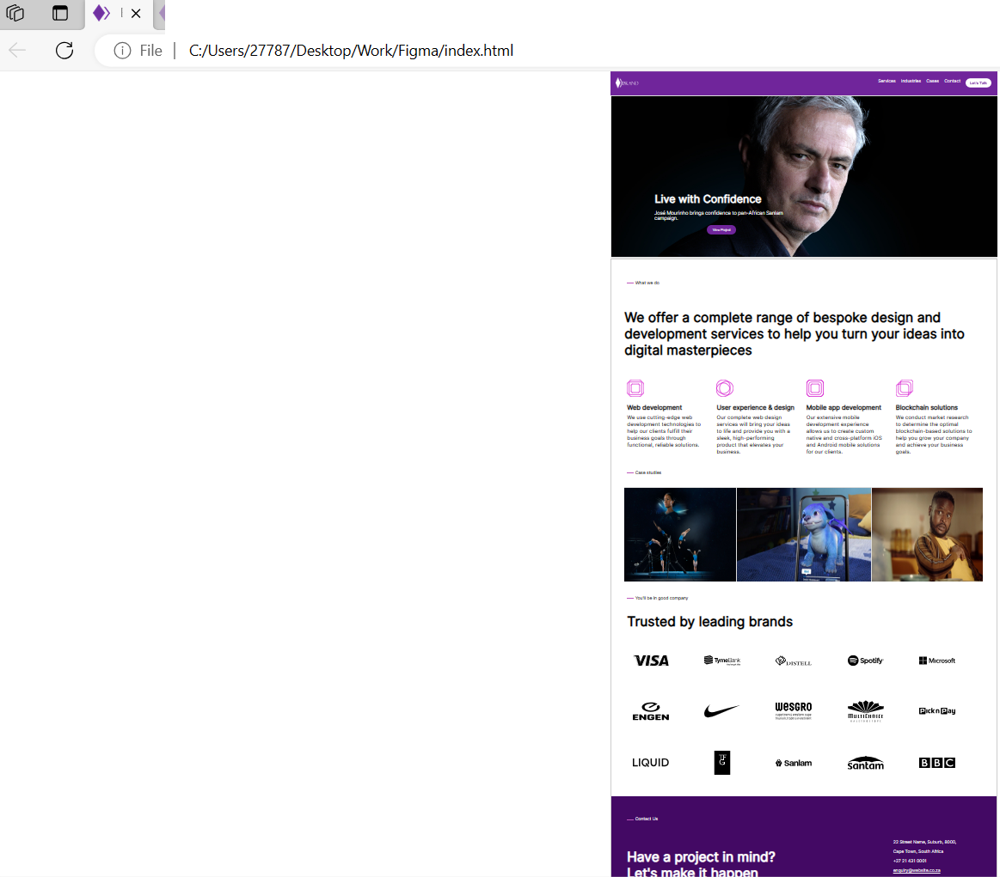 File
C:/Users/27787/Desktop/Work/Figma/index.html
BRAND
Services Industries Cases Contact Let's Talk
Live with Confidence
José Mourinho brings confidence to pan-African Sanlam
campaign.
View Project
What we do
We offer a complete range of bespoke design and
development services to help you turn your ideas into
digital masterpieces
Web development
We use cutting-edge web
development technologies to
help our clients fulfill their
business goals through
functional, reliable solutions.
User experience & design
Our complete web design
services will bring your ideas
to life and provide you with a
sleek, high-performing
product that elevates your
business.
Mobile app development
Our extensive mobile
development experience
allows us to create custom
native and cross-platform iOS
and Android mobile solutions
for our clients.
Blockchain solutions
We conduct market research
to determine the optimal
blockchain-based solutions to
help you grow your company
and achieve your business
goals.
Case studies
You'll be in good company
Trusted by leading brands
VISA TymeBank DISTELL Spotify Microsoft
ENGEN WESGRO MULTICHOICE Pick n Pay
LIQUID TFG Sanlam Santam BBC
Contact Us
Have a project in mind?
Let's make it happen
22 Street Name, Suburb, 8000,
Cape Town, South Africa
+27 21 431 0001
enquiry@website.co.za